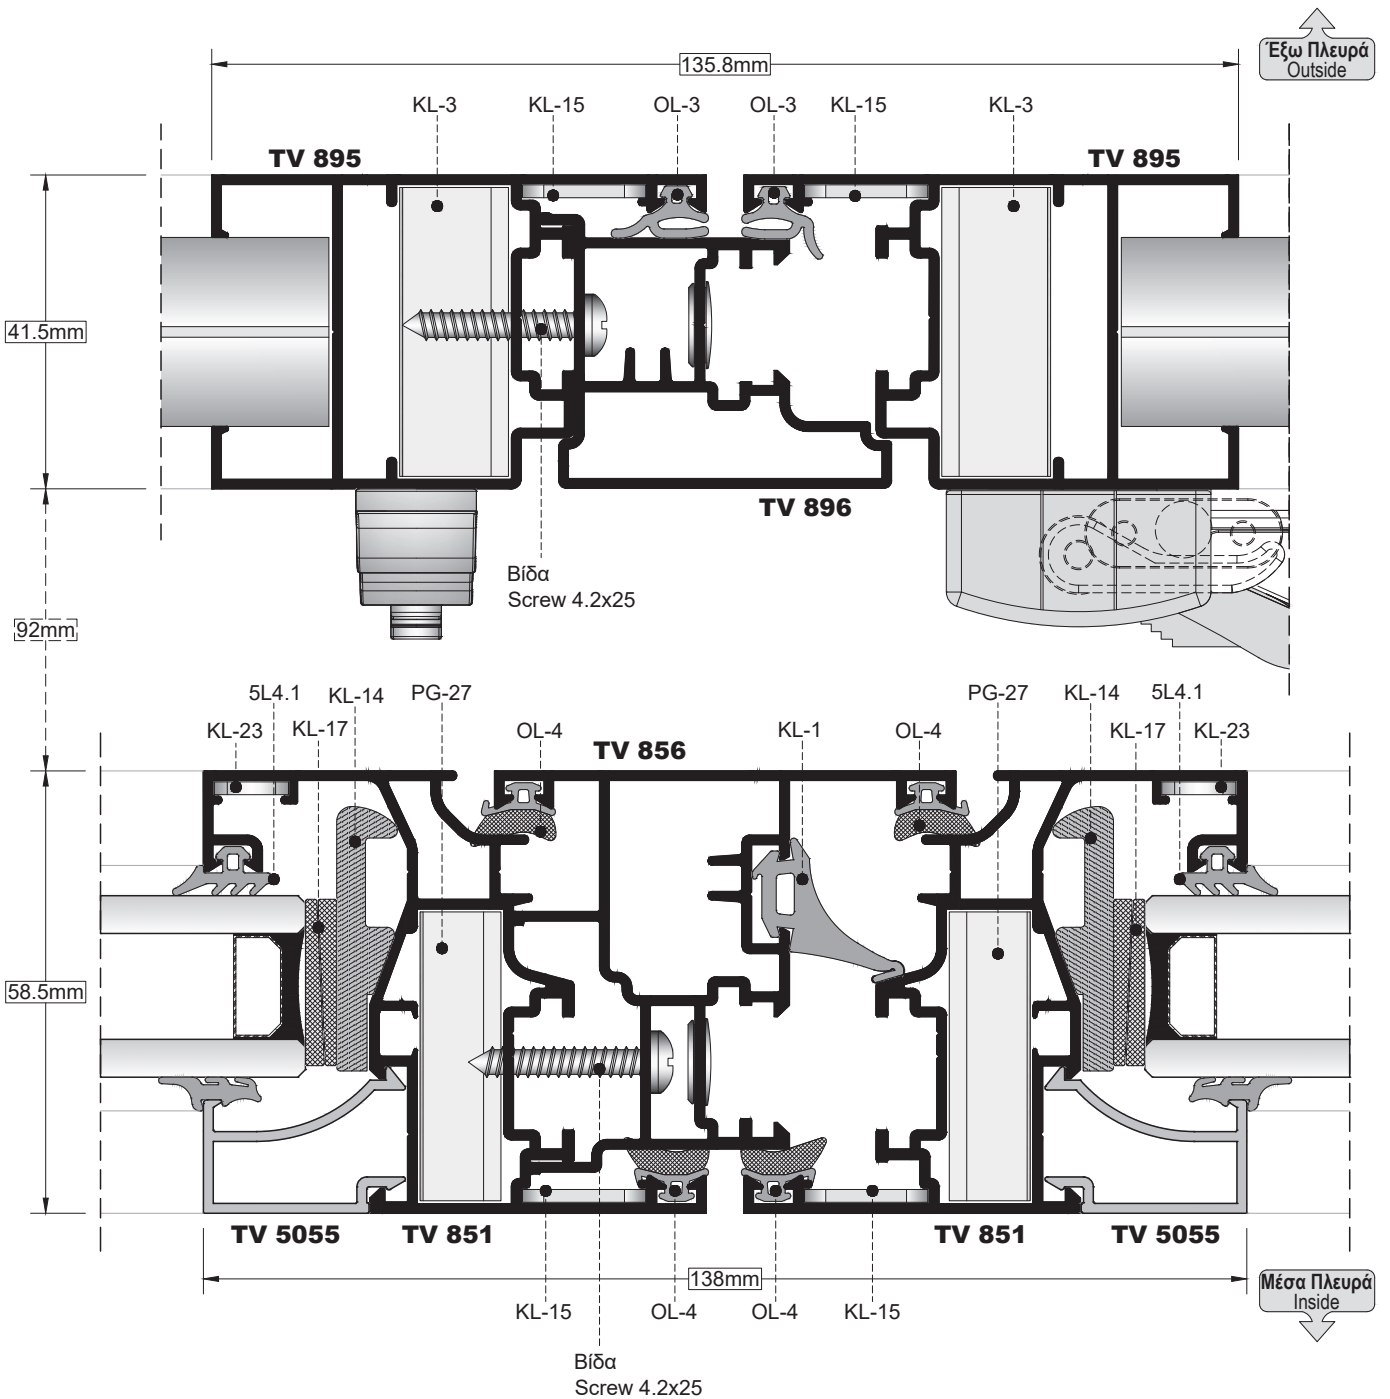 Έξω Πλευρά
Outside
135.8mm
KL-3
KL-15
OL-3
OL-3
KL-15
KL-3
TV 895
TV 895
41.5mm
TV 896
Βίδα
Screw 4.2x25
92mm
5L4.1
KL-14
PG-27
PG-27
KL-14
5L4.1
KL-23
KL-17
OL-4
TV 856
KL-1
OL-4
KL-17
KL-23
58.5mm
TV 5055
TV 851
TV 851
TV 5055
138mm
Μέσα Πλευρά
Inside
KL-15
OL-4
OL-4
KL-15
Βίδα
Screw 4.2x25